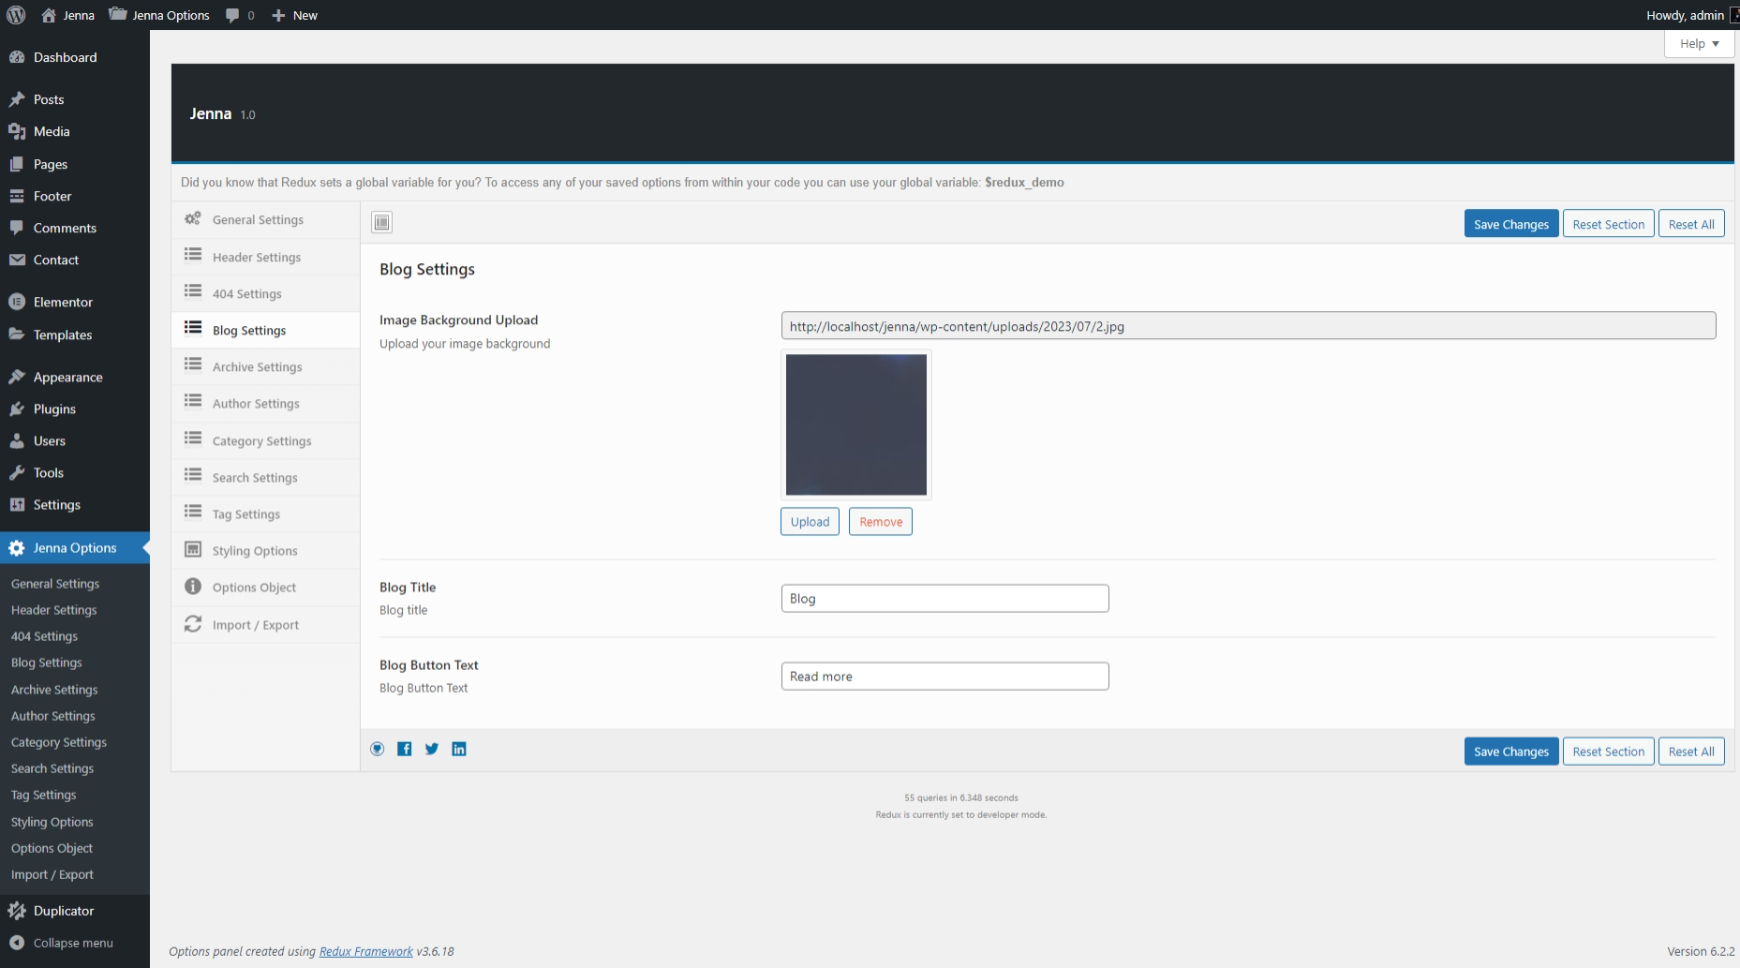 Jenna
Jenna Options
0
New
Howdy, admin
Help
Dashboard
Posts
Media
Pages
Footer
Comments
Contact
Elementor
Templates
Appearance
Plugins
Users
Tools
Settings
Jenna Options
General Settings
Header Settings
404 Settings
Blog Settings
Archive Settings
Author Settings
Category Settings
Search Settings
Tag Settings
Styling Options
Options Object
Import / Export
Duplicator
Collapse menu
Jenna 1.0
Did you know that Redux sets a global variable for you? To access any of your saved options from within your code you can use your global variable: $redux_demo
General Settings
Header Settings
404 Settings
Blog Settings
Archive Settings
Author Settings
Category Settings
Search Settings
Tag Settings
Styling Options
Options Object
Import / Export
Save Changes
Reset Section
Reset All
Blog Settings
Image Background Upload
Upload your image background
http://localhost/jenna/wp-content/uploads/2023/07/2.jpg
Upload
Remove
Blog Title
Blog title
Blog
Blog Button Text
Blog Button Text
Read more
Save Changes
Reset Section
Reset All
55 queries in 6.348 seconds
Redux is currently set to developer mode.
Options panel created using Redux Framework v3.6.18
Version 6.2.2